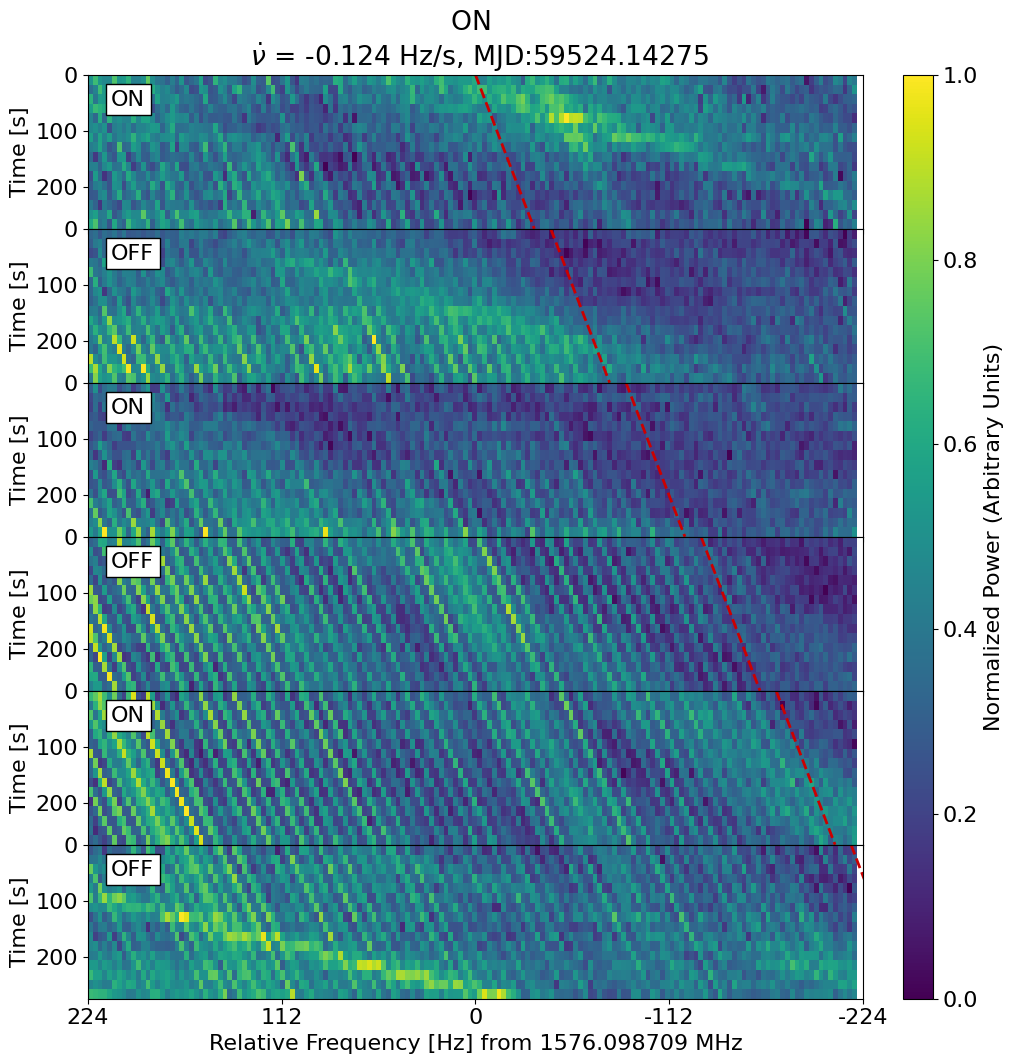 ON
ν̇ = -0.124 Hz/s, MJD:59524.14275
0
ON
100
200
Time [s]
0
OFF
100
200
Time [s]
0
ON
100
200
Time [s]
0
OFF
100
200
Time [s]
0
ON
100
200
Time [s]
0
OFF
100
200
Time [s]
224 112 0 -112 -224
Relative Frequency [Hz] from 1576.098709 MHz
1.0
0.8
0.6
0.4
0.2
0.0
Normalized Power (Arbitrary Units)